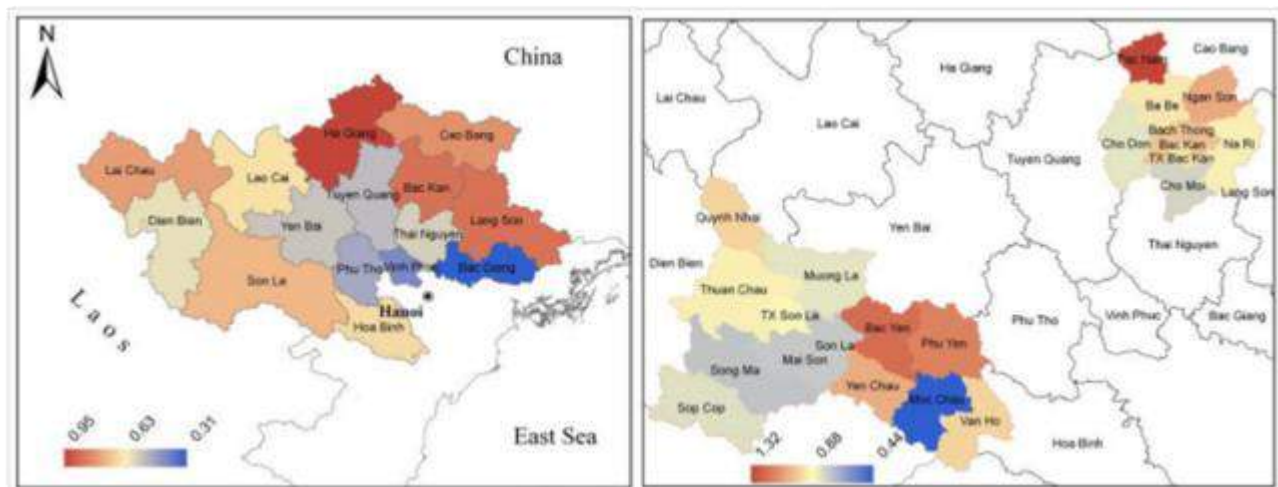 N
China
Ha Giang
Cao Bang
Lai Chau
Lao Cai
Tuyen Quang
Bac Kan
Dien Bien
Yen Bai
Lang Son
Thai Nguyen
Phu Tho
Vinh Phuc
Bac Giang
Son La
Hanoi
Hoa Binh
Laos
0.95
0.63
0.31
East Sea
Cao Bang
Ha Giang
Pac Nam
Lai Chau
Ngan Son
Ba Be
Lao Cai
Bach Thong
Cho Don
Bac Kan
Na Ri
Tuyen Quang
TX Bac Kan
Cho Moi
Lang Son
Quynh Nhai
Yen Bai
Thai Nguyen
Dien Bien
Muong La
Thuan Chau
TX Son La
Phu Tho
Vinh Phuc
Bac Giang
Bac Yen
Son La
Phu Yen
Mai Son
Song Ma
Yen Chau
Moc Chau
Sop Cop
Van Ho
Hoa Binh
1.32
0.88
0.44